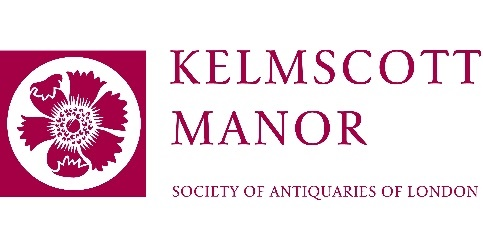 KELMSCOTT
MANOR
SOCIETY OF ANTIQUARIES OF LONDON